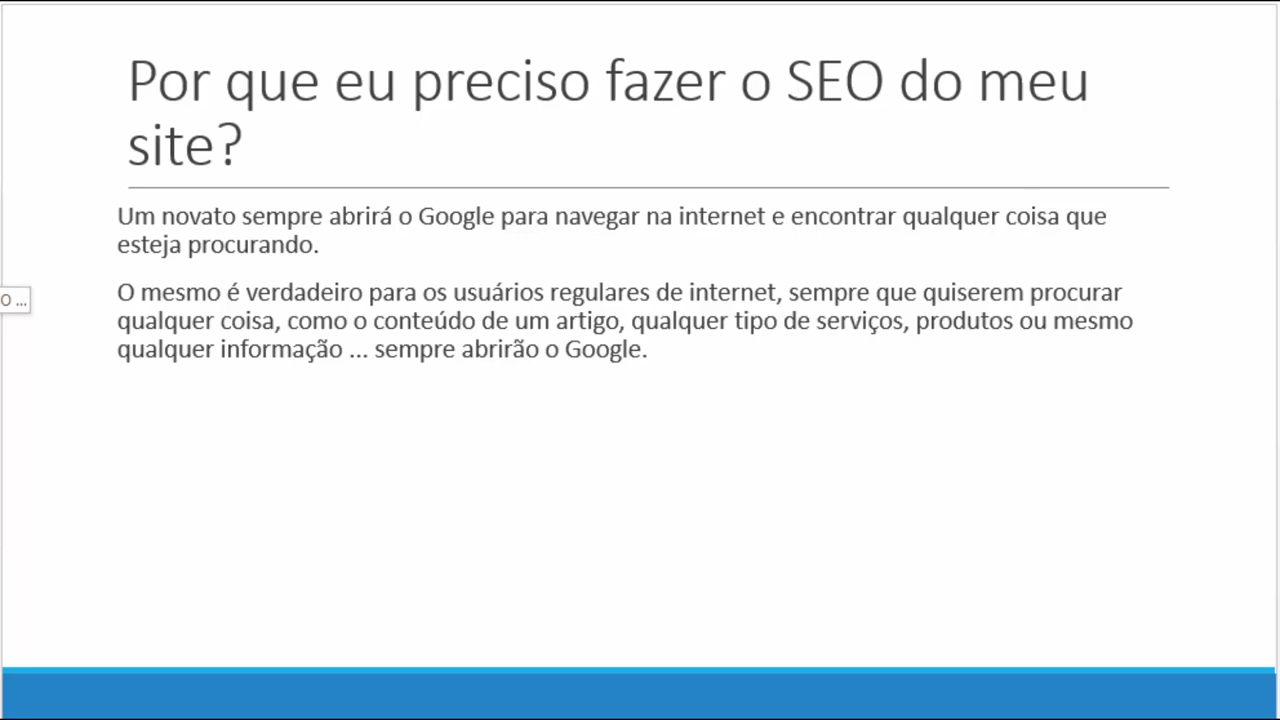 Por que eu preciso fazer o SEO do meu
site?
Um novato sempre abrirá o Google para navegar na internet e encontrar qualquer coisa que
esteja procurando.
O ...
O mesmo é verdadeiro para os usuários regulares de internet, sempre que quiserem procurar
qualquer coisa, como o conteúdo de um artigo, qualquer tipo de serviços, produtos ou mesmo
qualquer informação ... sempre abrirão o Google.